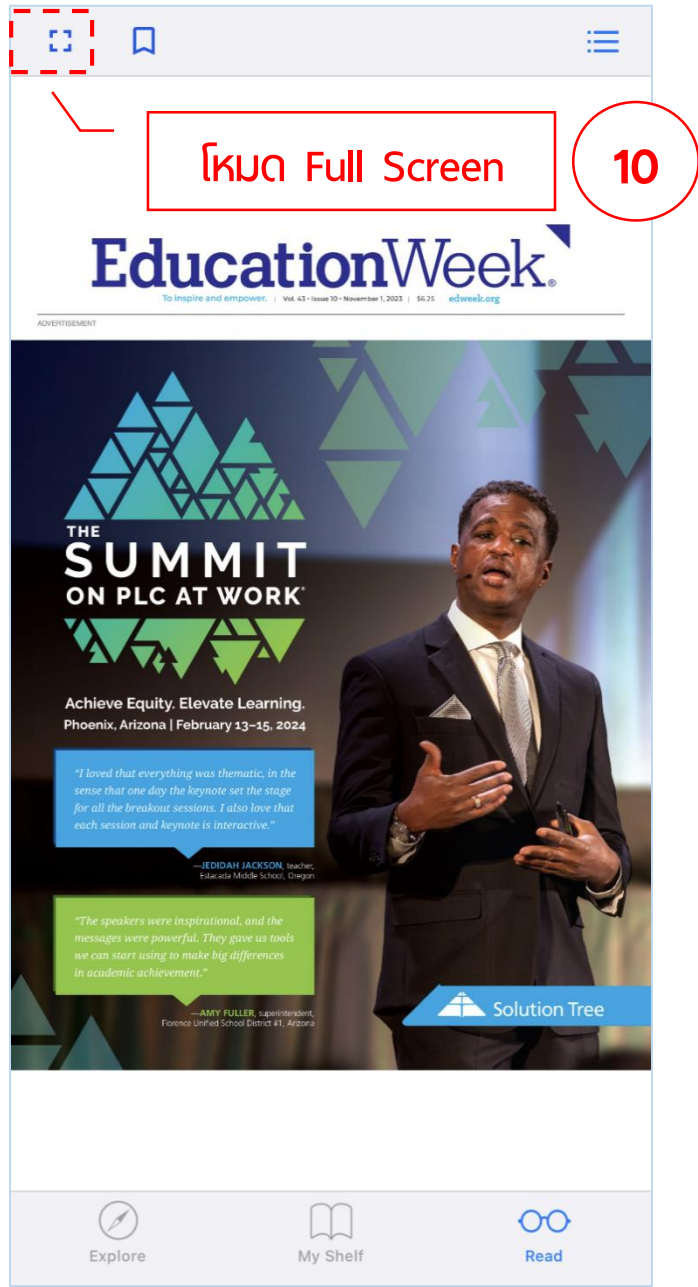 โหมด Full Screen
10
EducationWeek®
To inspire and empower. | Vol. 43 • Issue 10 • November 1, 2023 | $6.25 edweek.org
ADVERTISEMENT
THE
SUMMIT
ON PLC AT WORK®
Achieve Equity. Elevate Learning.
Phoenix, Arizona | February 13–15, 2024
“I loved that everything was thematic, in the
sense that one day the keynote set the stage
for all the breakout sessions. I also love that
each session and keynote is interactive.”
—JEDIDAH JACKSON, teacher,
Estacada Middle School, Oregon
“The speakers were inspirational, and the
messages were powerful. They gave us tools
we can start using to make big differences
in academic achievement.”
—AMY FULLER, superintendent,
Florence Unified School District #1, Arizona
Solution Tree
Explore
My Shelf
Read